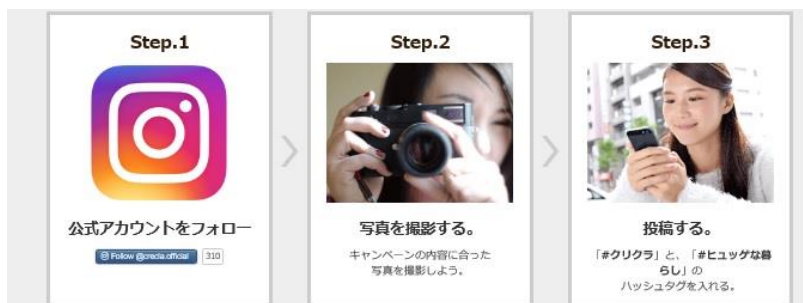 Step.1
公式アカウントをフォロー
Follow @crecla.official 310
Step.2
写真を撮影する。
キャンペーンの内容に合った
写真を撮影しよう。
Step.3
投稿する。
「#クリクラ」と、「#ヒュッゲな暮
らし」の
ハッシュタグを入れる。